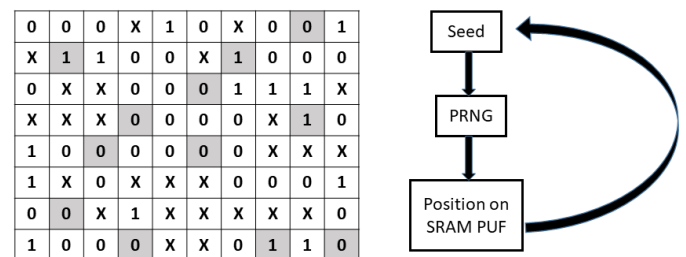 0 0 0 X 1 0 X 0 0 1
X 1 1 0 0 X 1 0 0 0
0 X X 0 0 0 1 1 1 X
X X X 0 0 0 0 X 1 0
1 0 0 0 0 0 0 X X X
1 X 0 X X X 0 0 0 1
0 0 X 1 X X X X X 0
1 0 0 0 X X 0 1 1 0
Seed
PRNG
Position on
SRAM PUF